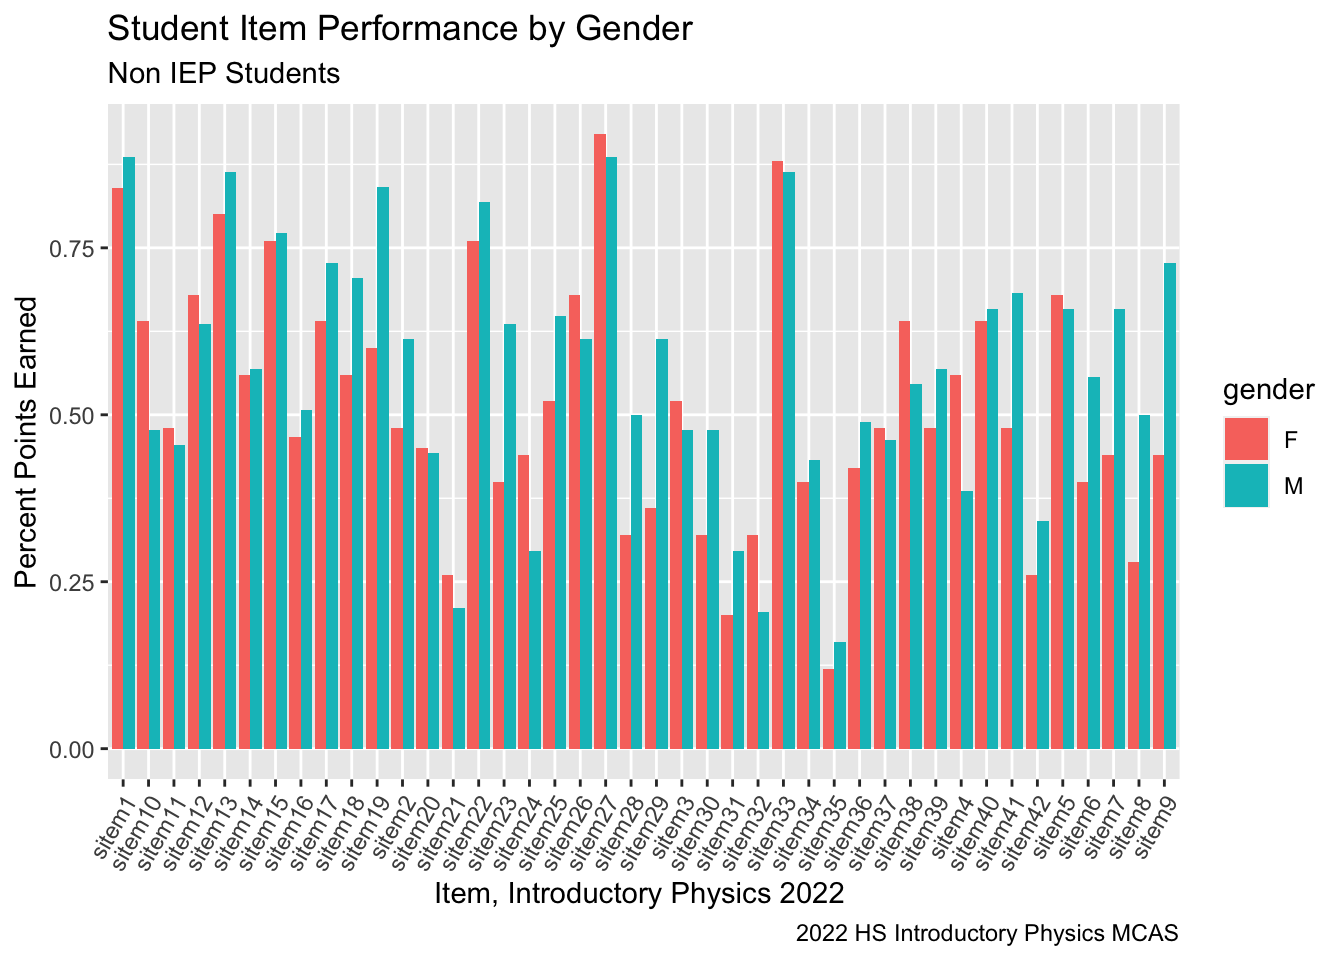 Student Item Performance by Gender
Non IEP Students
Percent Points Earned
0.75
0.50
0.25
0.00
sitem1
sitem10
sitem11
sitem12
sitem13
sitem14
sitem15
sitem16
sitem17
sitem18
sitem19
sitem2
sitem20
sitem21
sitem22
sitem23
sitem24
sitem25
sitem26
sitem27
sitem28
sitem29
sitem3
sitem30
sitem31
sitem32
sitem33
sitem34
sitem35
sitem36
sitem37
sitem38
sitem39
sitem4
sitem40
sitem41
sitem42
sitem5
sitem6
sitem7
sitem8
sitem9
Item, Introductory Physics 2022
2022 HS Introductory Physics MCAS
gender
F
M